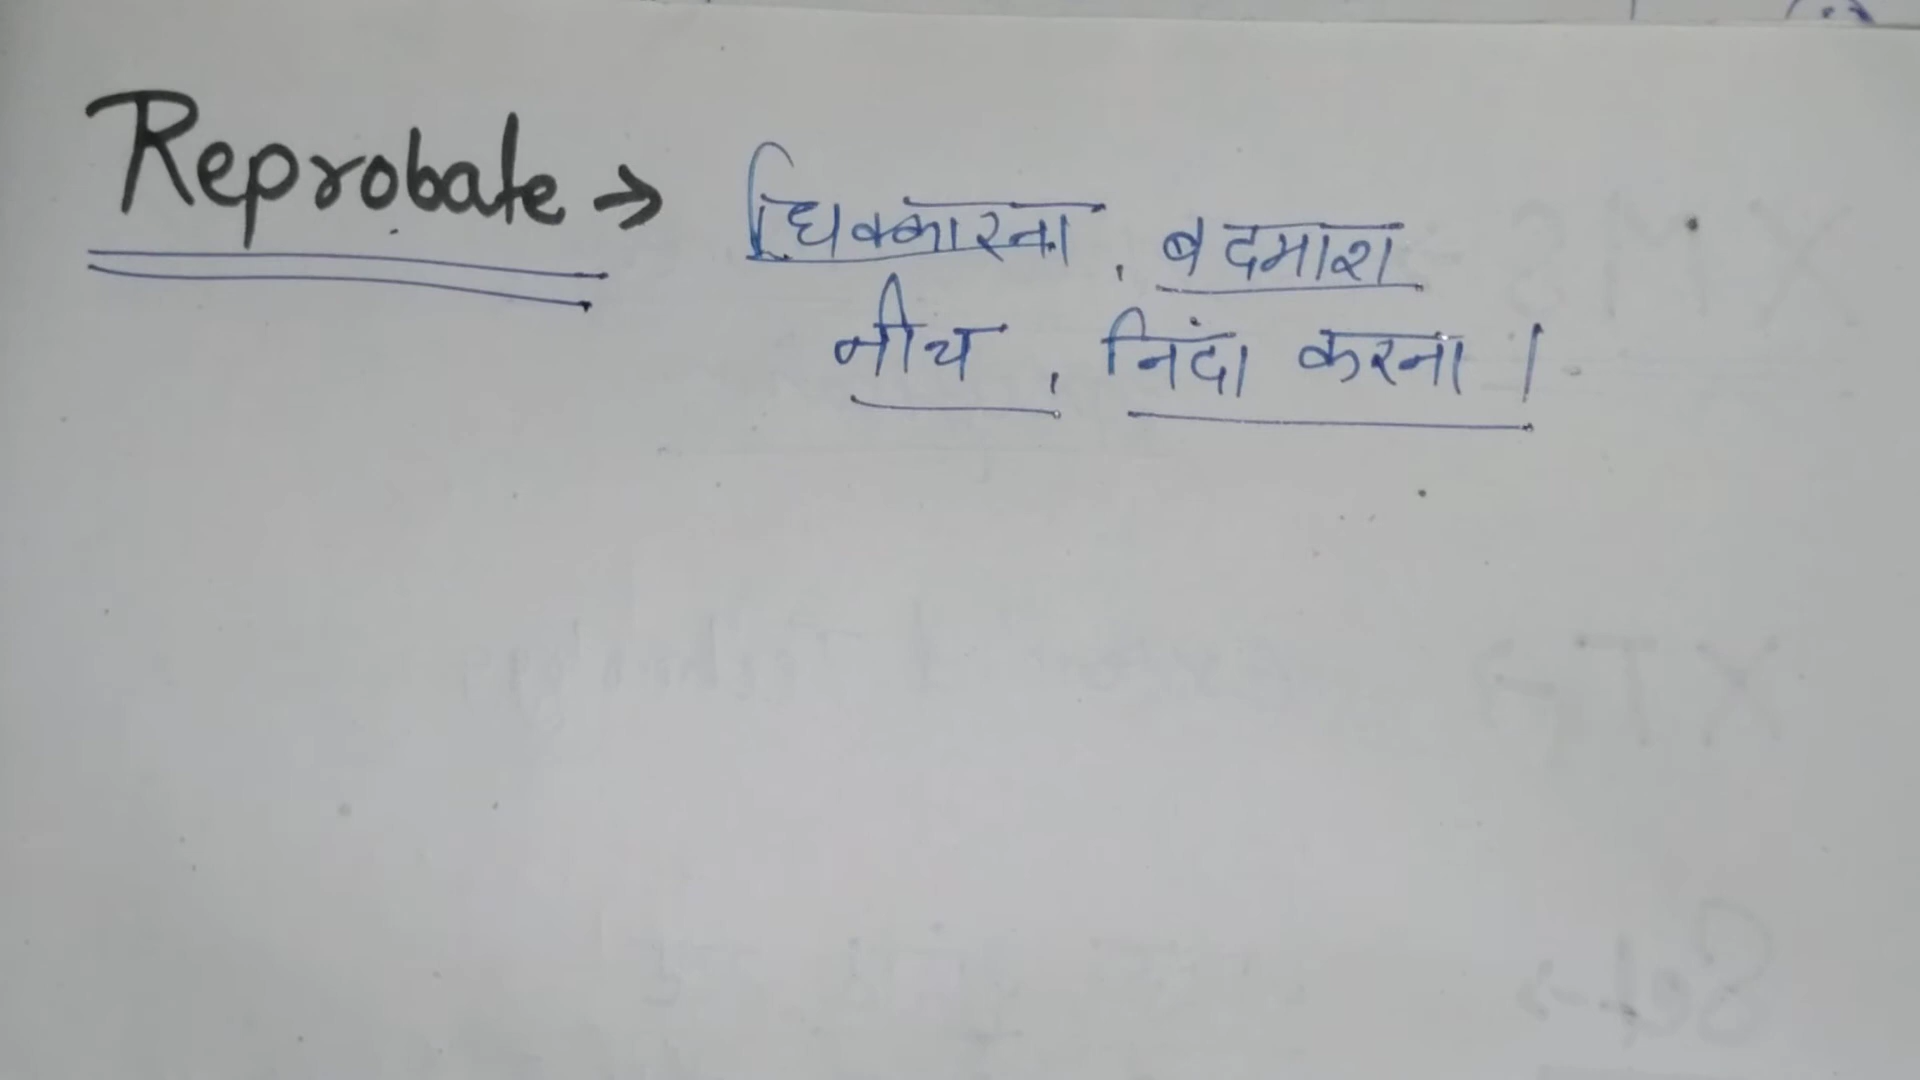 Reprobate → धिक्कारना, बदमाश
नीच, निंदा करना।